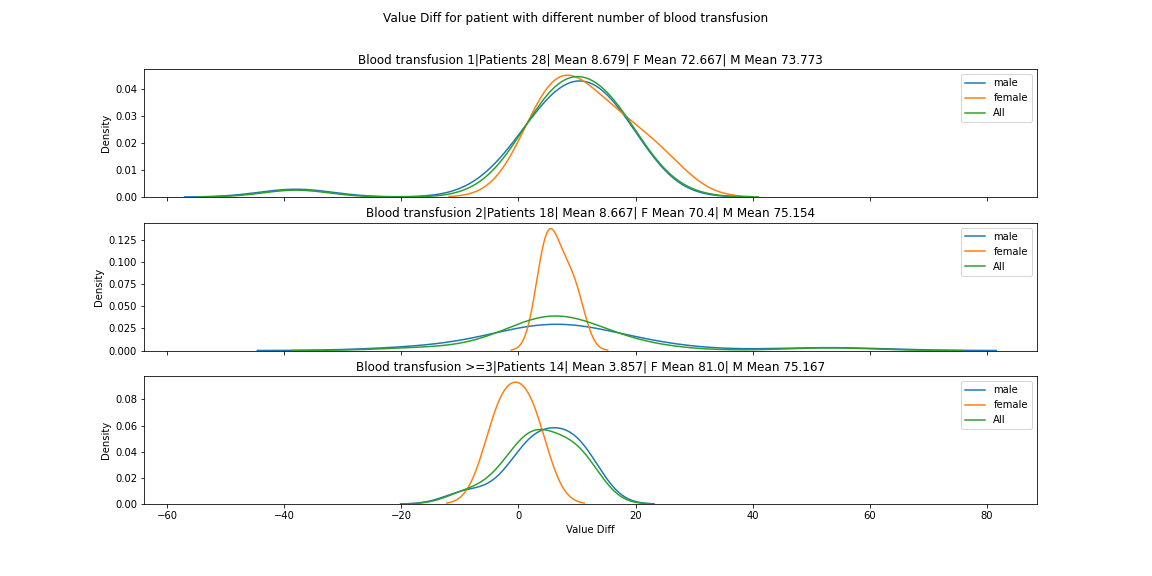 Value Diff for patient with different number of blood transfusion
Blood transfusion 1|Patients 28| Mean 8.679| F Mean 72.667| M Mean 73.773
0.04
0.03
0.02
0.01
0.00
Density
male
female
All
Blood transfusion 2|Patients 18| Mean 8.667| F Mean 70.4| M Mean 75.154
0.125
0.100
0.075
0.050
0.025
0.000
Density
male
female
All
Blood transfusion >=3|Patients 14| Mean 3.857| F Mean 81.0| M Mean 75.167
0.08
0.06
0.04
0.02
0.00
Density
male
female
All
−60 −40 −20 0 20 40 60 80
Value Diff